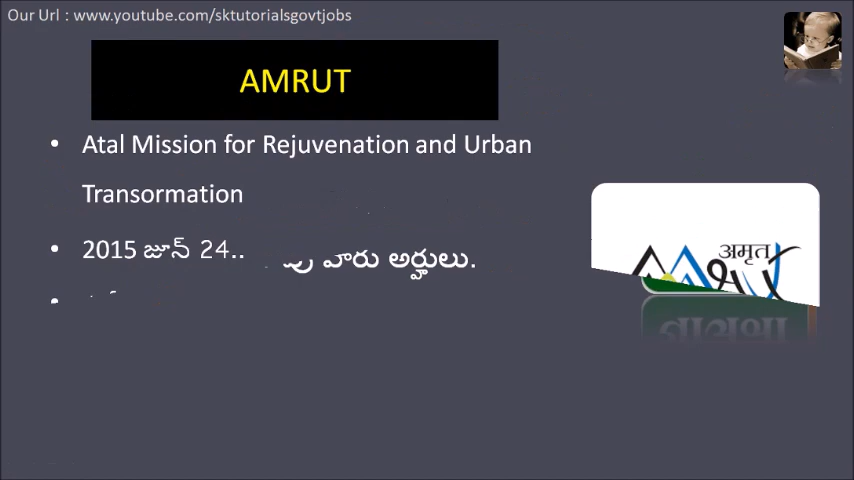 Our Url : www.youtube.com/sktutorialsgovtjobs
AMRUT
• Atal Mission for Rejuvenation and Urban
Transormation
• 2015 జూన్ 24.. వారు అర్హులు.
अमृत